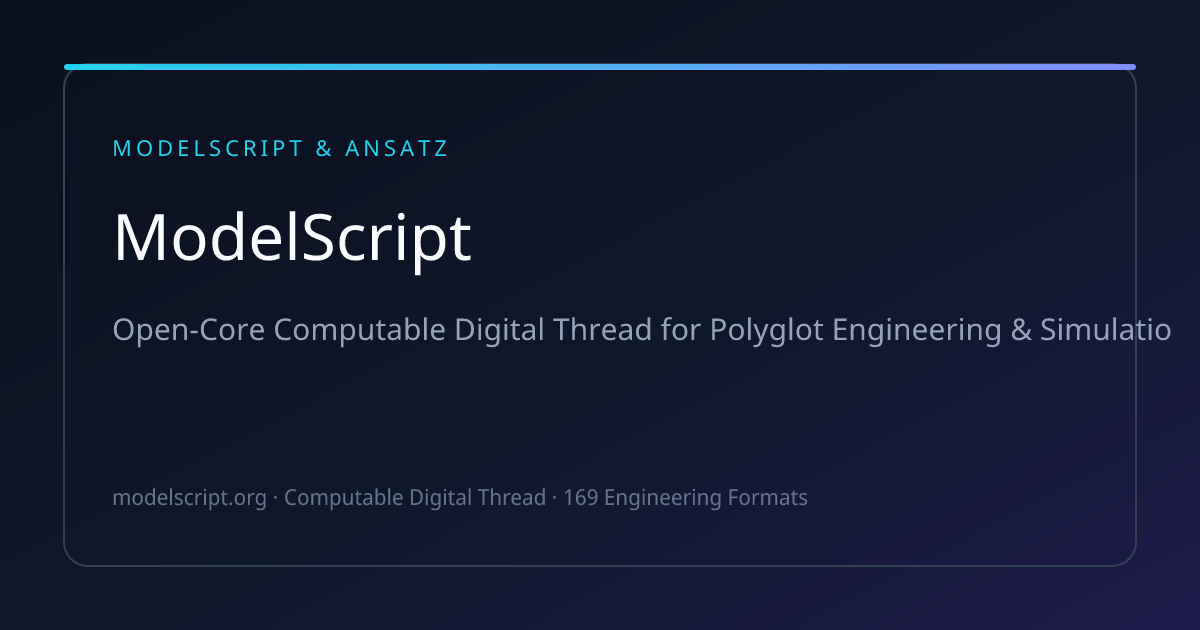 MODELSCRIPT & ANSATZ
ModelScript
Open-Core Computable Digital Thread for Polyglot Engineering & Simulatio
modelscript.org · Computable Digital Thread · 169 Engineering Formats